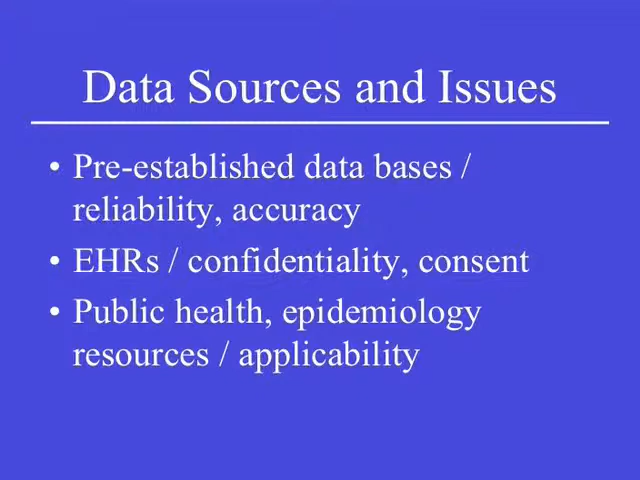 Data Sources and Issues
• Pre-established data bases /
reliability, accuracy
• EHRs / confidentiality, consent
• Public health, epidemiology
resources / applicability